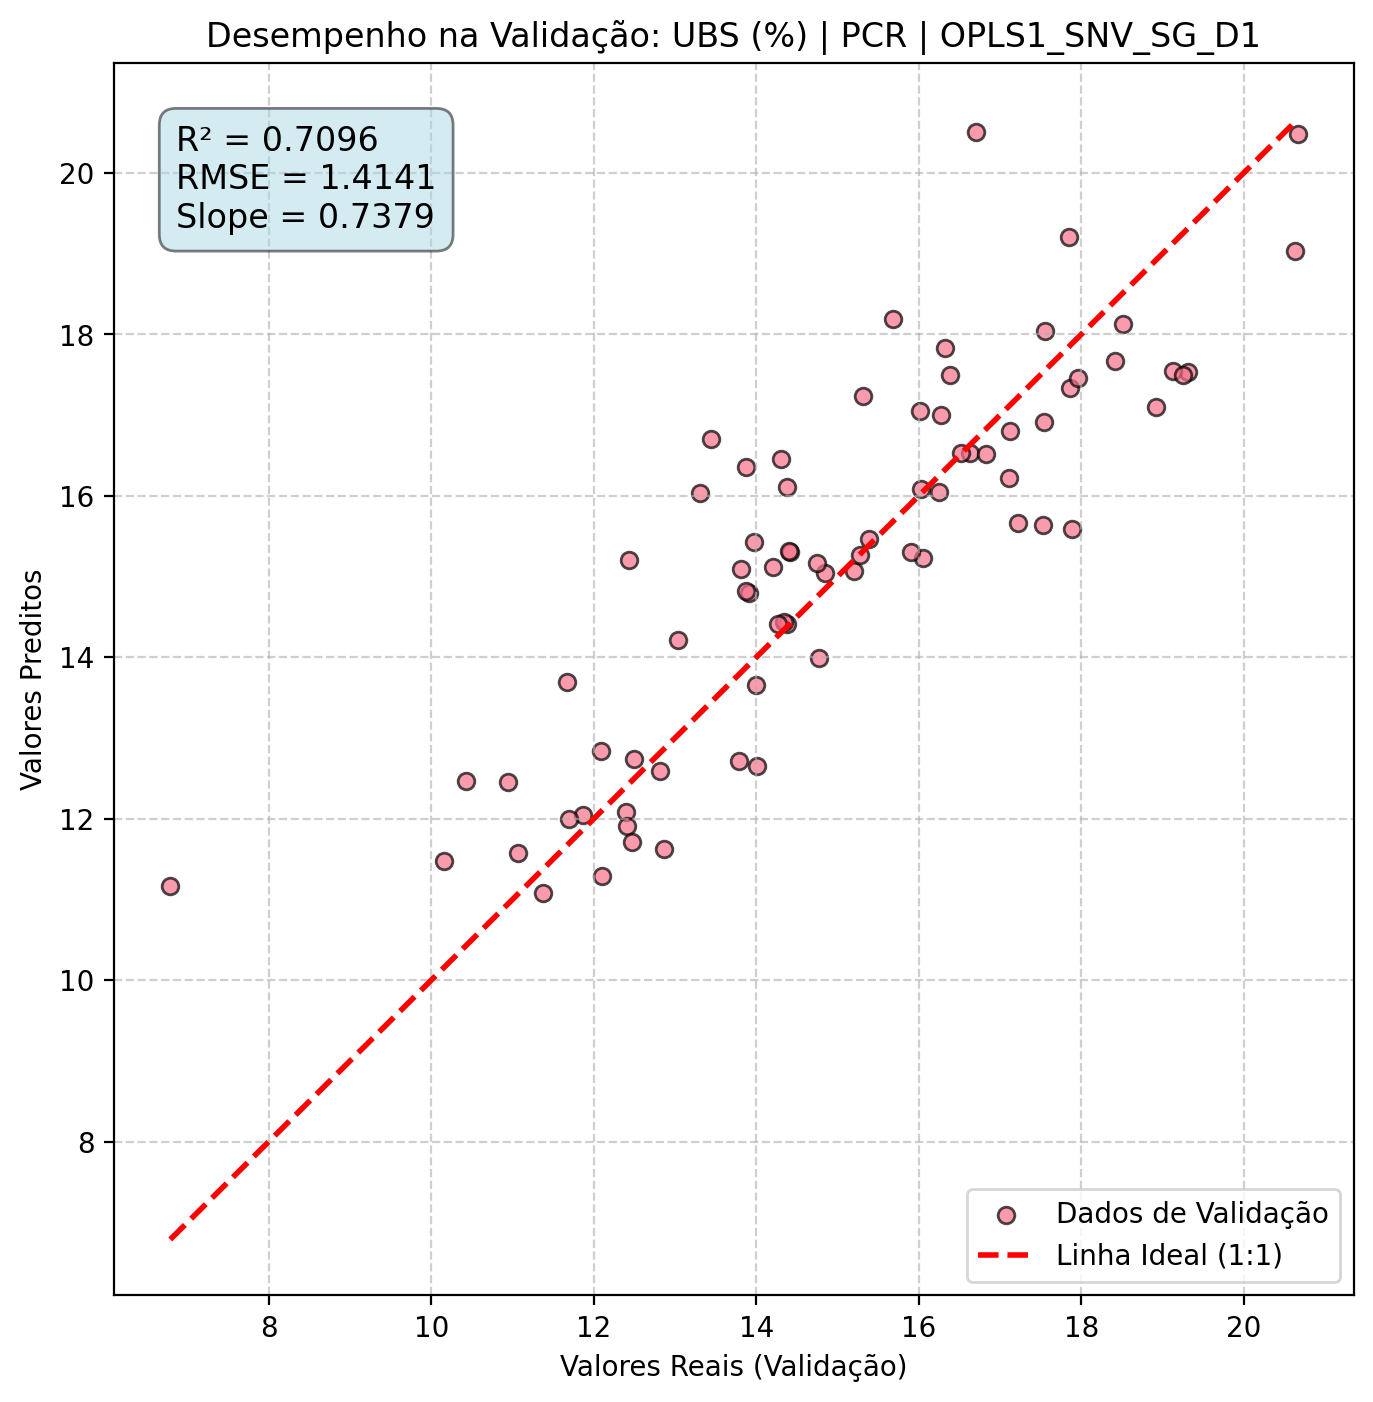 Desempenho na Validação: UBS (%) | PCR | OPLS1_SNV_SG_D1
R² = 0.7096
RMSE = 1.4141
Slope = 0.7379
20
18
16
14
12
10
8
Valores Preditos
Dados de Validação
Linha Ideal (1:1)
8 10 12 14 16 18 20
Valores Reais (Validação)